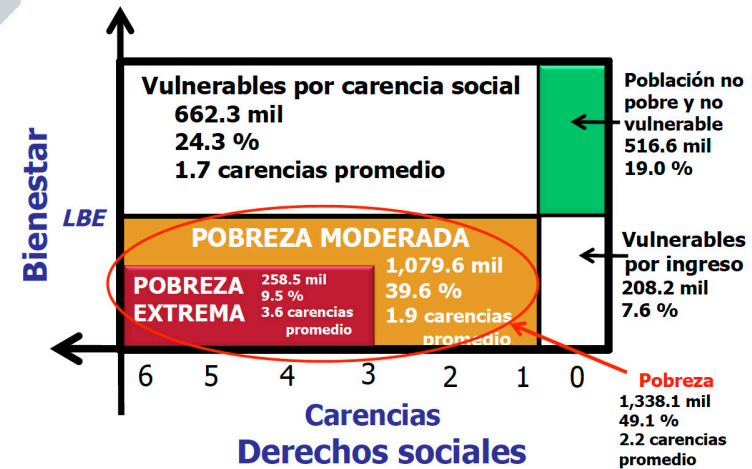 Bienestar
LBE
Vulnerables por carencia social
662.3 mil
24.3 %
1.7 carencias promedio
Población no
pobre y no
vulnerable
516.6 mil
19.0 %
POBREZA MODERADA
1,079.6 mil
39.6 %
1.9 carencias
promedio
POBREZA
EXTREMA
258.5 mil
9.5 %
3.6 carencias
promedio
Vulnerables
por ingreso
208.2 mil
7.6 %
Pobreza
1,338.1 mil
49.1 %
2.2 carencias
promedio
6 5 4 3 2 1 0
Carencias
Derechos sociales